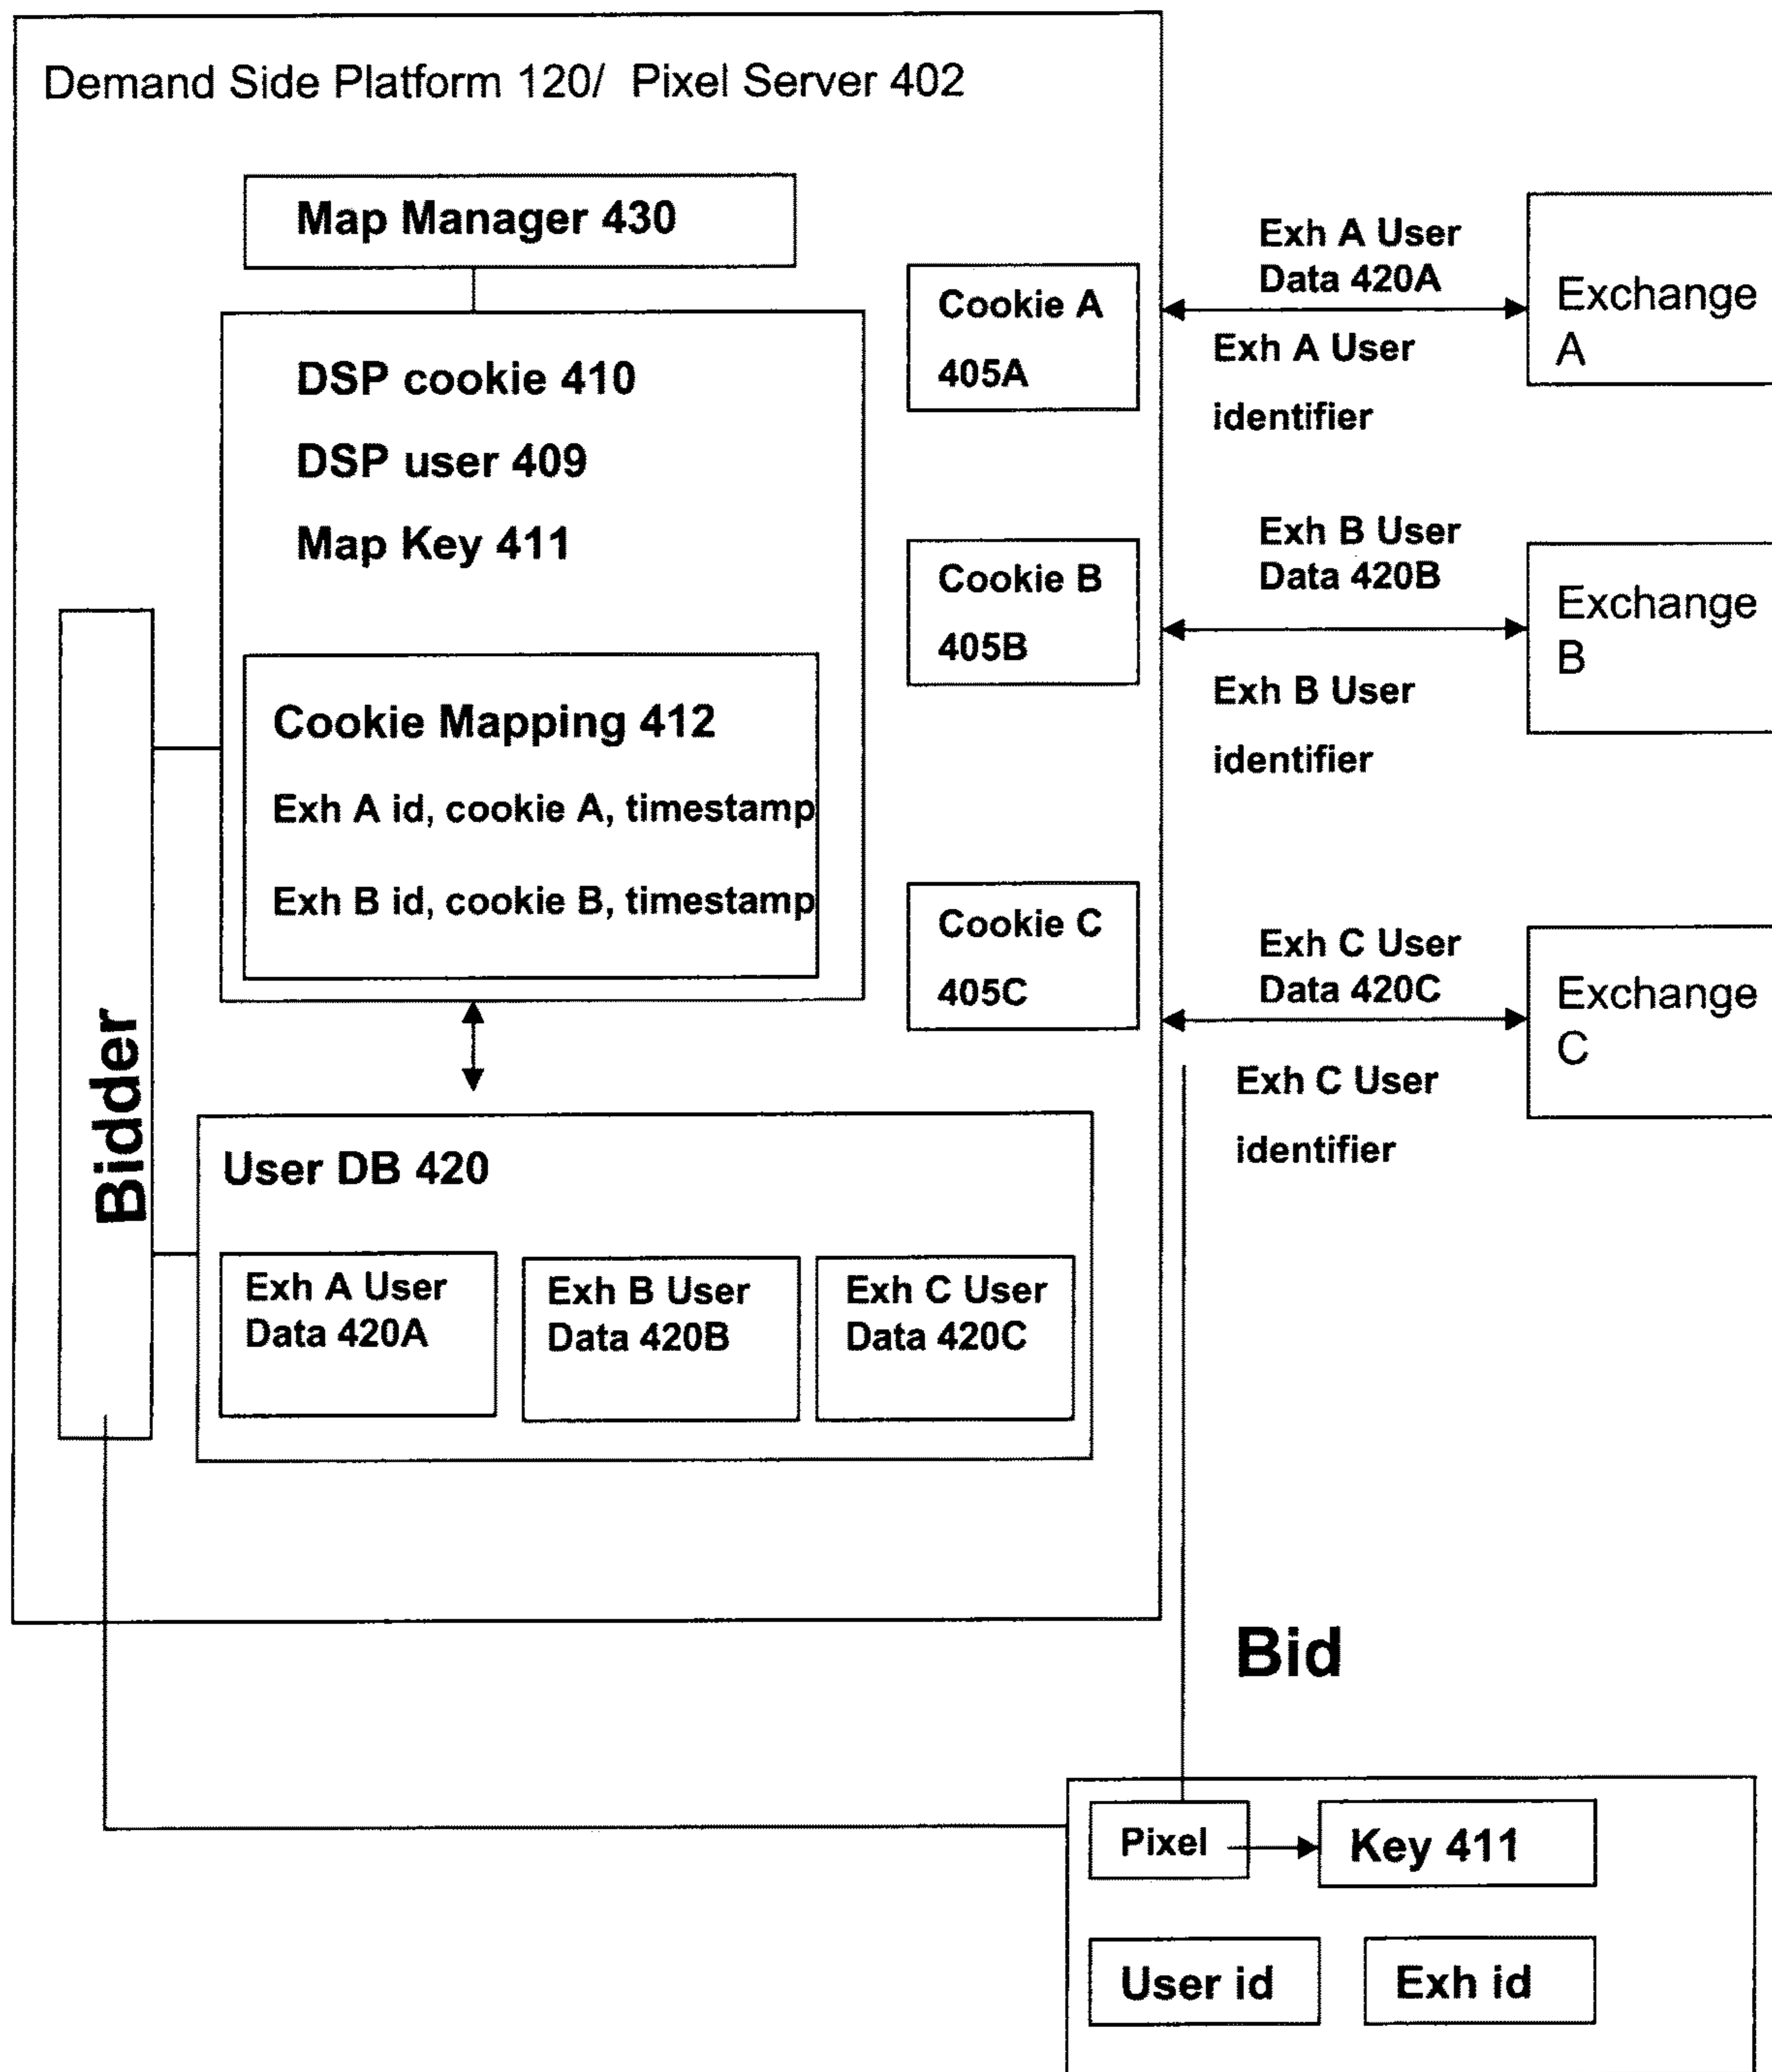 Demand Side Platform 120/ Pixel Server 402
Map Manager 430
DSP cookie 410
DSP user 409
Map Key 411
Cookie Mapping 412
Exh A id, cookie A, timestamp
Exh B id, cookie B, timestamp
Bidder
User DB 420
Exh A User
Data 420A
Exh B User
Data 420B
Exh C User
Data 420C
Cookie A
405A
Cookie B
405B
Cookie C
405C
Exh A User
Data 420A
Exh A User
identifier
Exchange
A
Exh B User
Data 420B
Exh B User
identifier
Exchange
B
Exh C User
Data 420C
Exh C User
identifier
Exchange
C
Bid
Pixel
Key 411
User id
Exh id